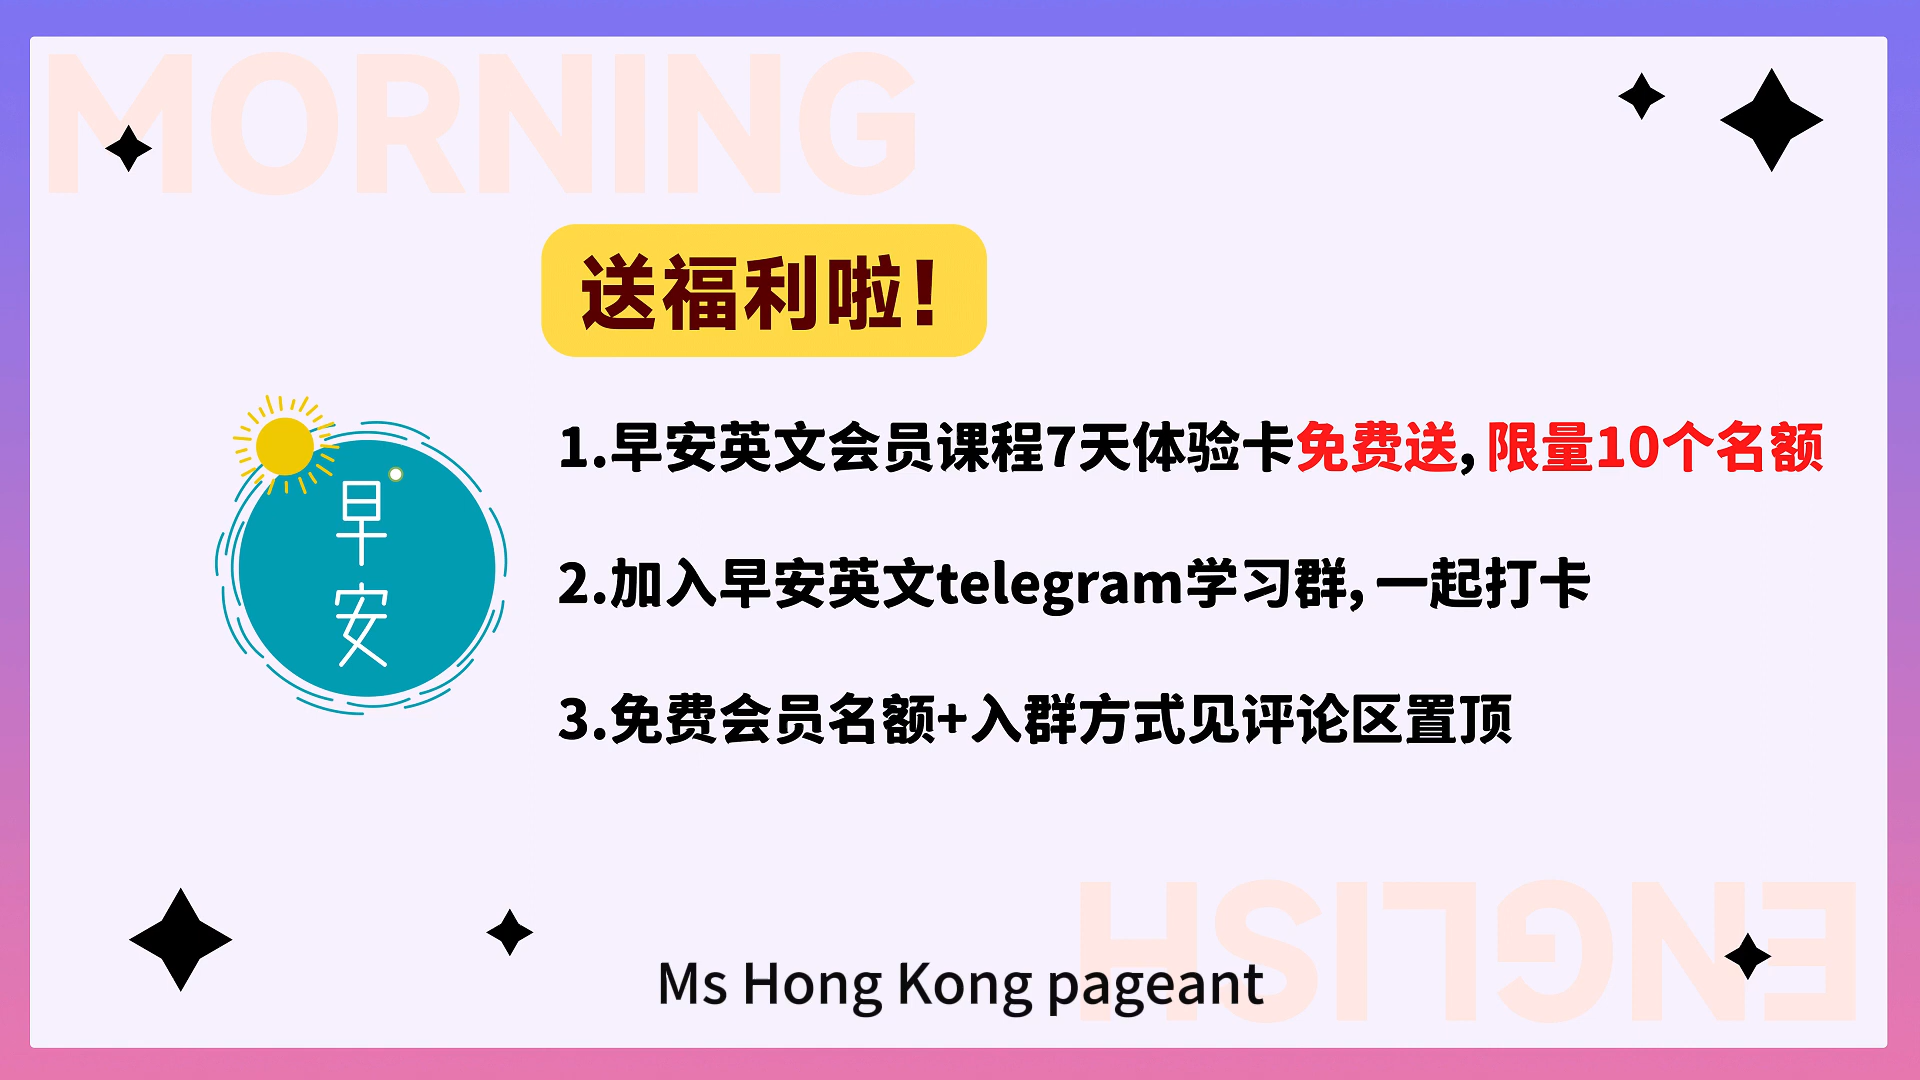 MORNING
送福利啦!
早安
1.早安英文会员课程7天体验卡免费送,限量10个名额
2.加入早安英文telegram学习群,一起打卡
3.免费会员名额+入群方式见评论区置顶
ENGLISH
Ms Hong Kong pageant